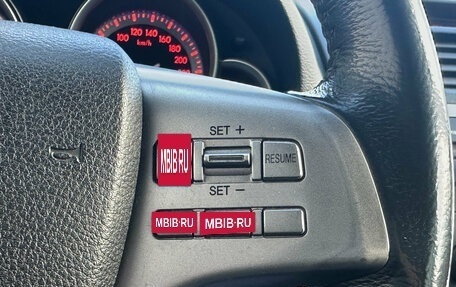 100 120 140 160 180 200
km/h
SET +
MBIB.RU
RESUME
SET −
MBIB.RU MBIB.RU